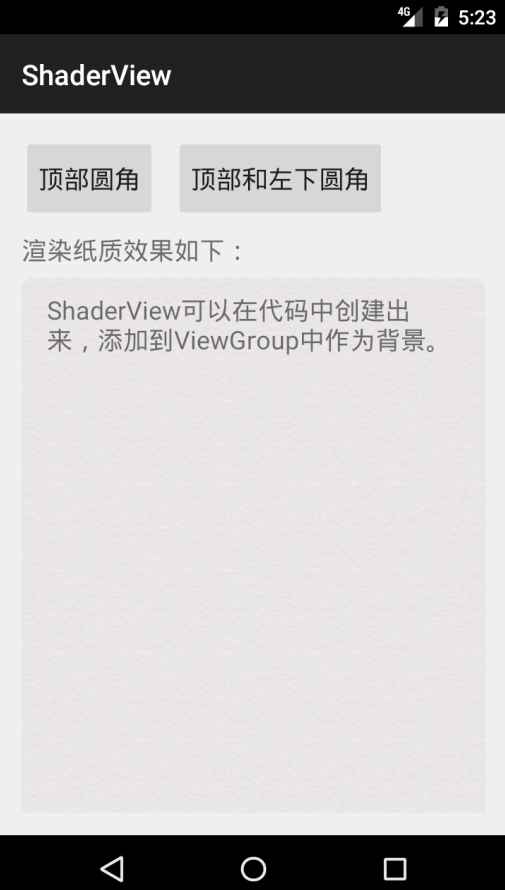 4G 5:23
ShaderView
顶部圆角 顶部和左下圆角
渲染纸质效果如下：
ShaderView可以在代码中创建出
来，添加到ViewGroup中作为背景。